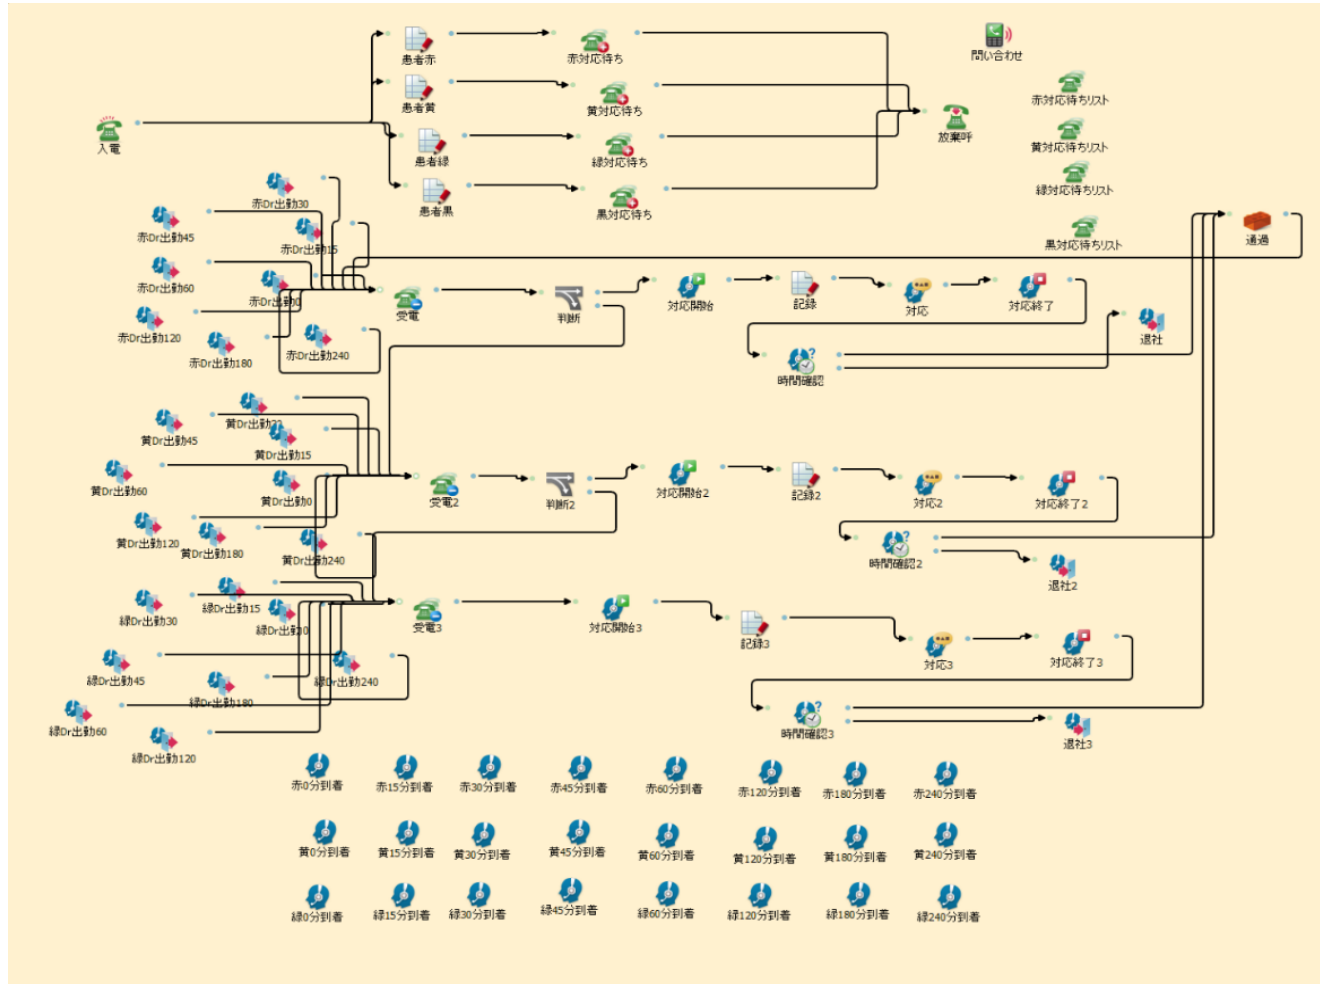 問い合わせ
患者赤
赤対応待ち
赤対応待ちリスト
患者黄
黄対応待ち
入電
放棄呼
黄対応待ちリスト
患者緑
緑対応待ち
緑対応待ちリスト
患者黒
黒対応待ち
黒対応待ちリスト
通過
赤Dr出勤30
赤Dr出勤45
赤Dr出勤15
赤Dr出勤60
赤Dr出勤0
赤Dr出勤120
赤Dr出勤180
赤Dr出勤240
受電
判断
対応開始
記録
対応
対応終了
退社
時間確認
黄Dr出勤
黄Dr出勤45
黄Dr出勤15
黄Dr出勤60
黄Dr出勤0
黄Dr出勤120
黄Dr出勤180
黄Dr出勤240
受電2
判断2
対応開始2
記録2
対応2
対応終了2
時間確認2
退社2
緑Dr出勤15
緑Dr出勤30
緑Dr出勤0
緑Dr出勤45
緑Dr出勤240
緑Dr出勤180
緑Dr出勤60
緑Dr出勤120
受電3
対応開始3
記録3
対応3
対応終了3
時間確認3
退社3
赤0分到着
赤15分到着
赤30分到着
赤45分到着
赤60分到着
赤120分到着
赤180分到着
赤240分到着
黄0分到着
黄15分到着
黄30分到着
黄45分到着
黄60分到着
黄120分到着
黄180分到着
黄240分到着
緑0分到着
緑15分到着
緑30分到着
緑45分到着
緑60分到着
緑120分到着
緑180分到着
緑240分到着